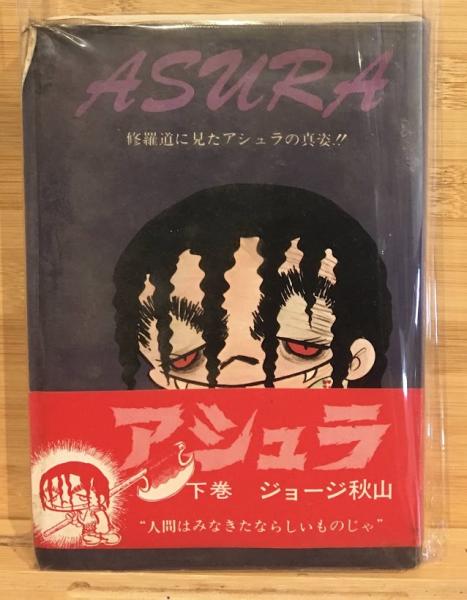 ASURA
修羅道に見たアシュラの真姿!!
アシュラ
下巻 ジョージ秋山
“人間はみなきたならしいものじゃ”